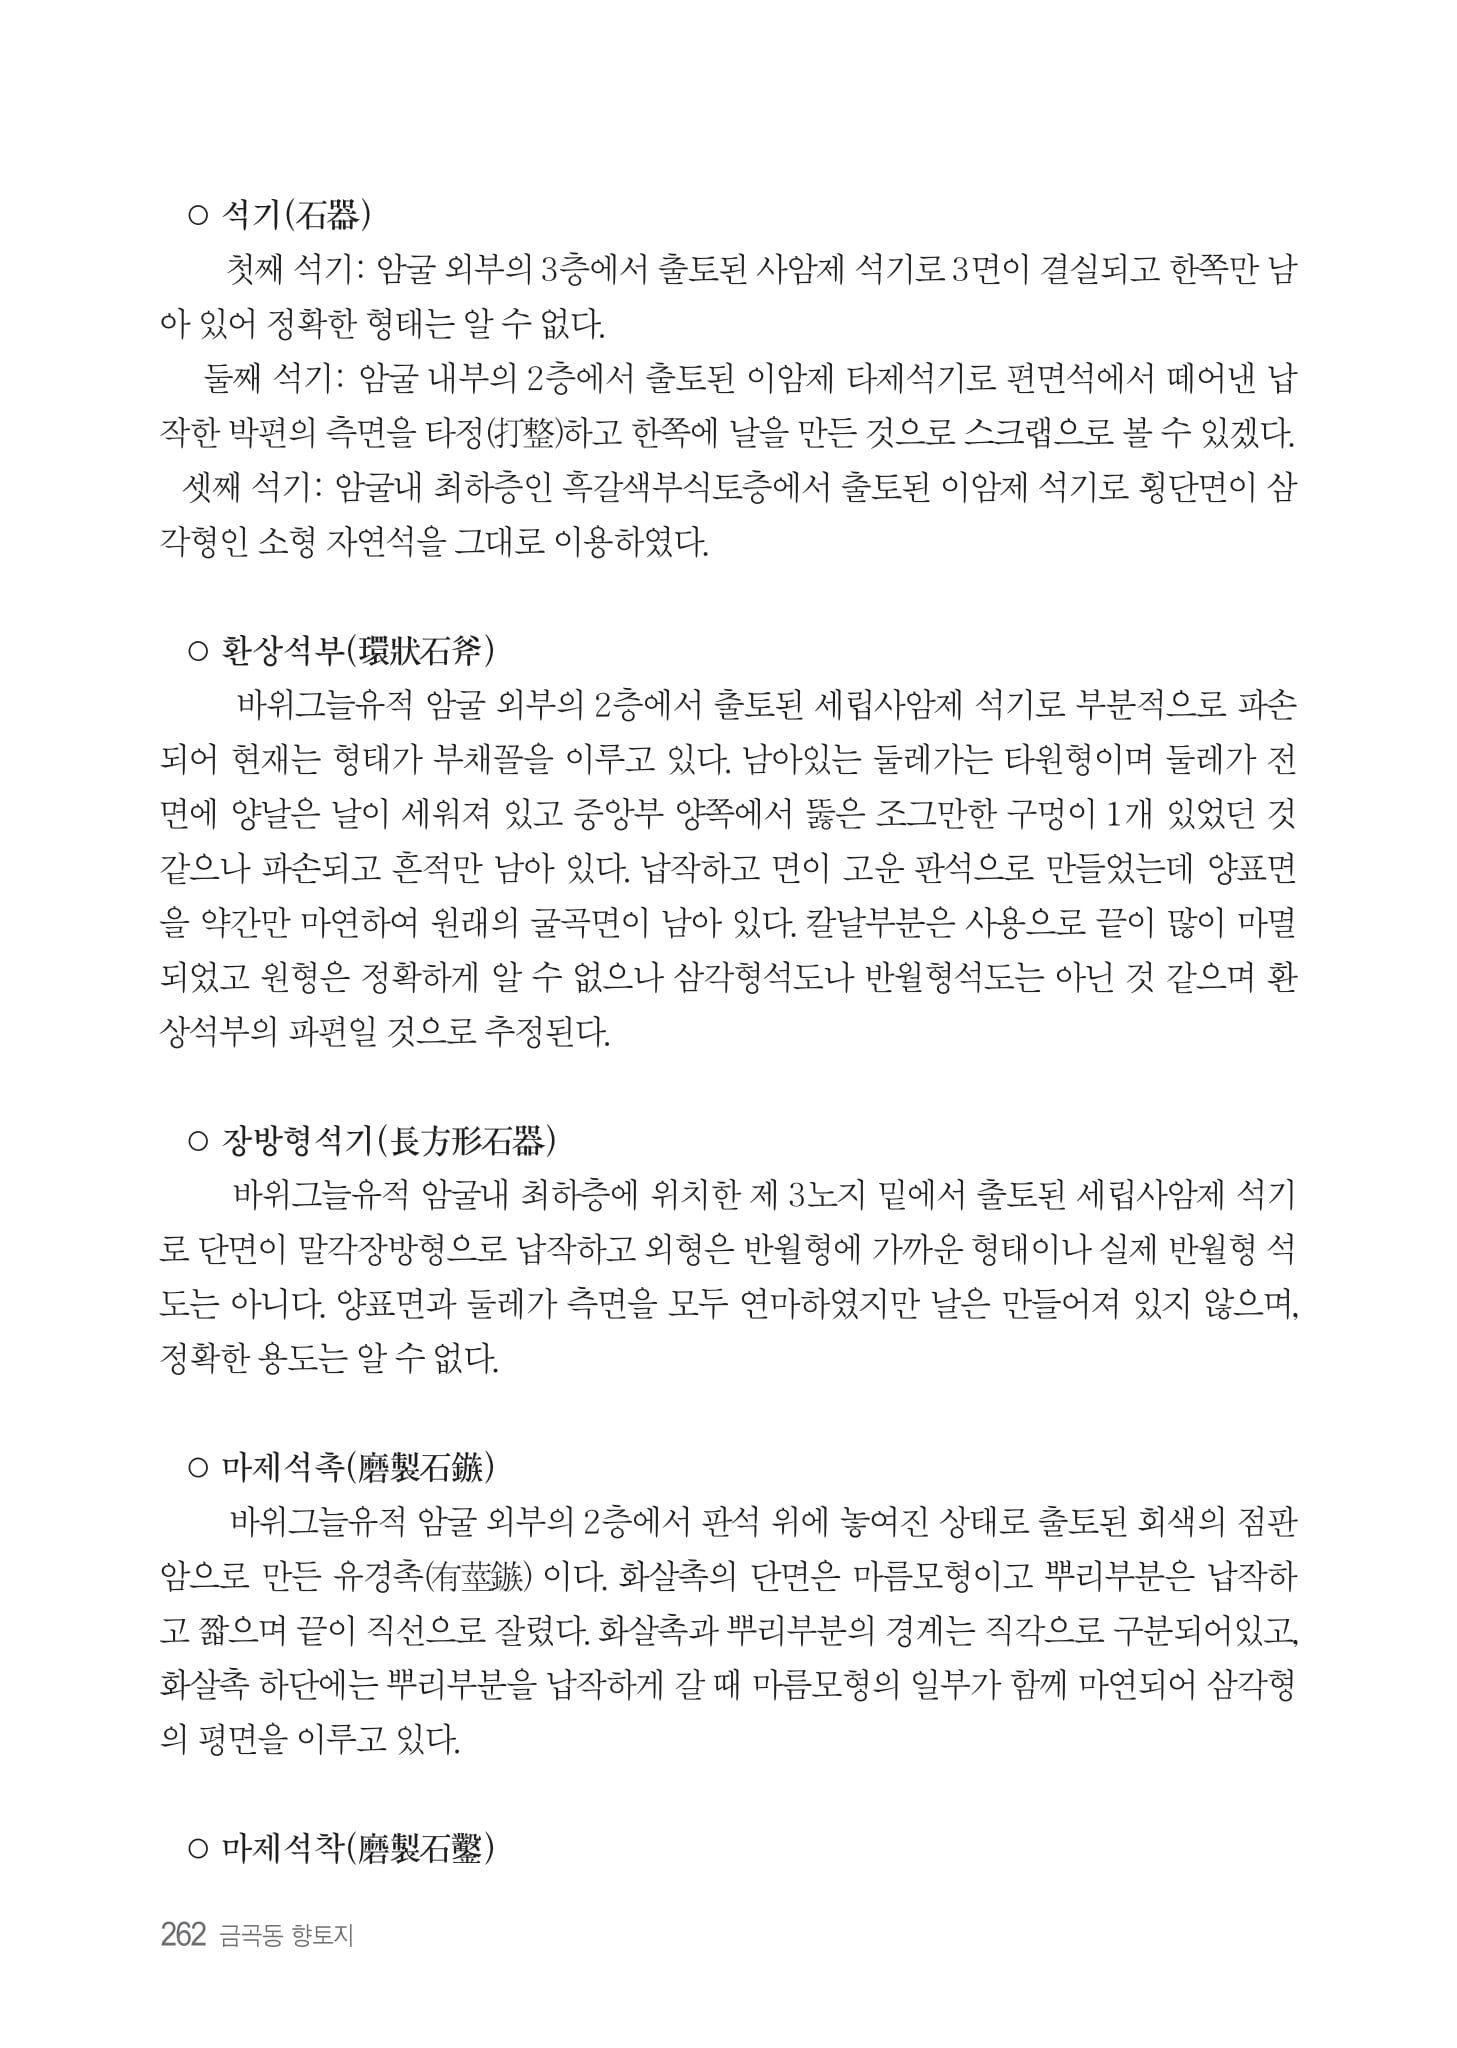 ○ 석기(石器)
첫째 석기: 암굴 외부의 3층에서 출토된 사암제 석기로 3면이 결실되고 한쪽만 남
아 있어 정확한 형태는 알 수 없다.
둘째 석기: 암굴 내부의 2층에서 출토된 이암제 타제석기로 편면석에서 떼어낸 납
작한 박편의 측면을 타정(打整)하고 한쪽에 날을 만든 것으로 스크랩으로 볼 수 있겠다.
셋째 석기: 암굴내 최하층인 흑갈색부식토층에서 출토된 이암제 석기로 횡단면이 삼
각형인 소형 자연석을 그대로 이용하였다.
○ 환상석부(環狀石斧)
바위그늘유적 암굴 외부의 2층에서 출토된 세립사암제 석기로 부분적으로 파손
되어 현재는 형태가 부채꼴을 이루고 있다. 남아있는 둘레가는 타원형이며 둘레가 전
면에 양날은 날이 세워져 있고 중앙부 양쪽에서 뚫은 조그만한 구멍이 1개 있었던 것
같으나 파손되고 흔적만 남아 있다. 납작하고 면이 고운 판석으로 만들었는데 양표면
을 약간만 마연하여 원래의 굴곡면이 남아 있다. 칼날부분은 사용으로 끝이 많이 마멸
되었고 원형은 정확하게 알 수 없으나 삼각형석도나 반월형석도는 아닌 것 같으며 환
상석부의 파편일 것으로 추정된다.
○ 장방형석기(長方形石器)
바위그늘유적 암굴내 최하층에 위치한 제 3노지 밑에서 출토된 세립사암제 석기
로 단면이 말각장방형으로 납작하고 외형은 반월형에 가까운 형태이나 실제 반월형 석
도는 아니다. 양표면과 둘레가 측면을 모두 연마하였지만 날은 만들어져 있지 않으며,
정확한 용도는 알 수 없다.
○ 마제석촉(磨製石鏃)
바위그늘유적 암굴 외부의 2층에서 판석 위에 놓여진 상태로 출토된 회색의 점판
암으로 만든 유경촉(有莖鏃) 이다. 화살촉의 단면은 마름모형이고 뿌리부분은 납작하
고 짧으며 끝이 직선으로 잘렸다. 화살촉과 뿌리부분의 경계는 직각으로 구분되어있고,
화살촉 하단에는 뿌리부분을 납작하게 갈 때 마름모형의 일부가 함께 마연되어 삼각형
의 평면을 이루고 있다.
○ 마제석착(磨製石鑿)
262 금곡동 향토지